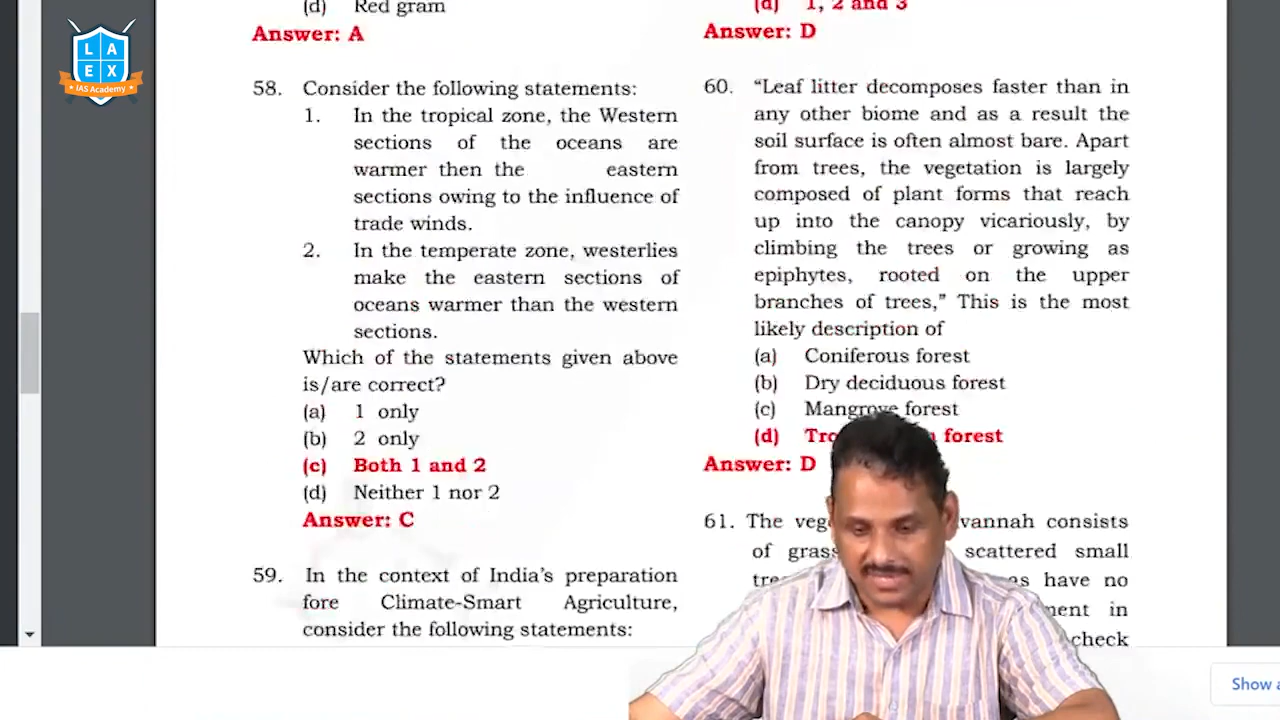 L A
E X
IAS Academy
(d) Red gram
Answer: A
58. Consider the following statements:
1. In the tropical zone, the Western
sections of the oceans are
warmer then the eastern
sections owing to the influence of
trade winds.
2. In the temperate zone, westerlies
make the eastern sections of
oceans warmer than the western
sections.
Which of the statements given above
is/are correct?
(a) 1 only
(b) 2 only
(c) Both 1 and 2
(d) Neither 1 nor 2
Answer: C
59. In the context of India's preparation
fore Climate-Smart Agriculture,
consider the following statements:
(d) 1, 2 and 3
Answer: D
60. "Leaf litter decomposes faster than in
any other biome and as a result the
soil surface is often almost bare. Apart
from trees, the vegetation is largely
composed of plant forms that reach
up into the canopy vicariously, by
climbing the trees or growing as
epiphytes, rooted on the upper
branches of trees," This is the most
likely description of
(a) Coniferous forest
(b) Dry deciduous forest
(c) Mangrove forest
(d) forest
Answer: D
61. The consists
of scattered small
have no
in
check
Show